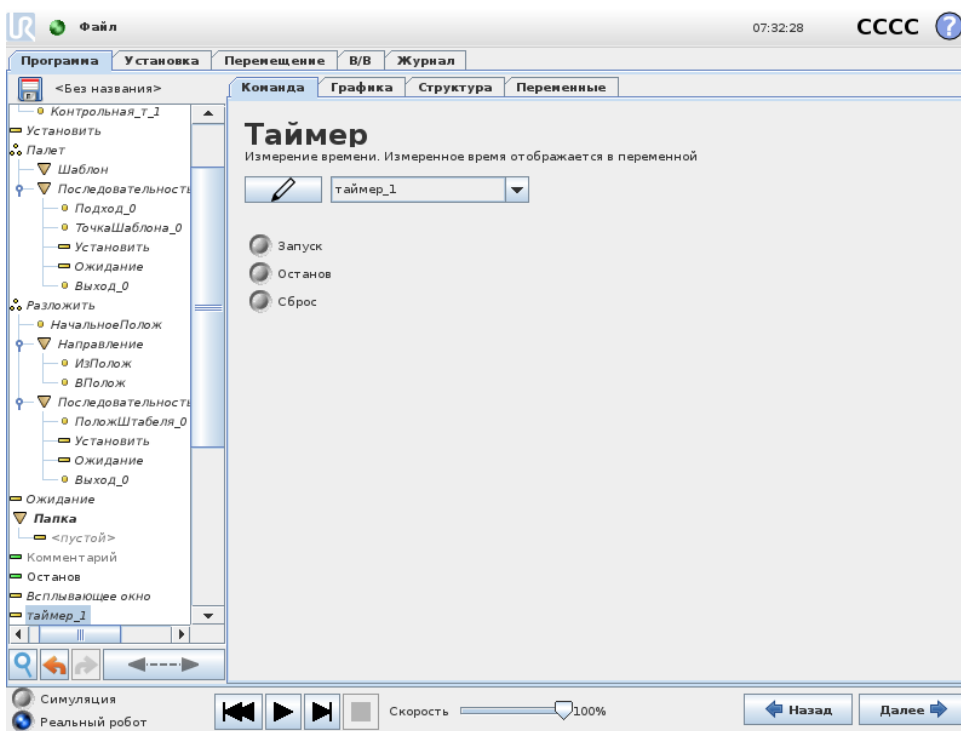 UR Файл 07:32:28 CCCC ?
Программа Установка Перемещение В/В Журнал
<Без названия>
Команда Графика Структура Переменные
Контрольная_т_1
Установить
Палет
Шаблон
Последовательность
Подход_0
ТочкаШаблона_0
Установить
Ожидание
Выход_0
Разложить
НачальноеПолож
Направление
ИзПолож
ВПолож
Последовательность
ПоложШтабеля_0
Установить
Ожидание
Выход_0
Ожидание
Папка
<пустой>
Комментарий
Останов
Всплывающее окно
таймер_1
Таймер
Измерение времени. Измеренное время отображается в переменной
таймер_1
Запуск
Останов
Сброс
Симуляция
Реальный робот
Скорость 100%
Назад Далее